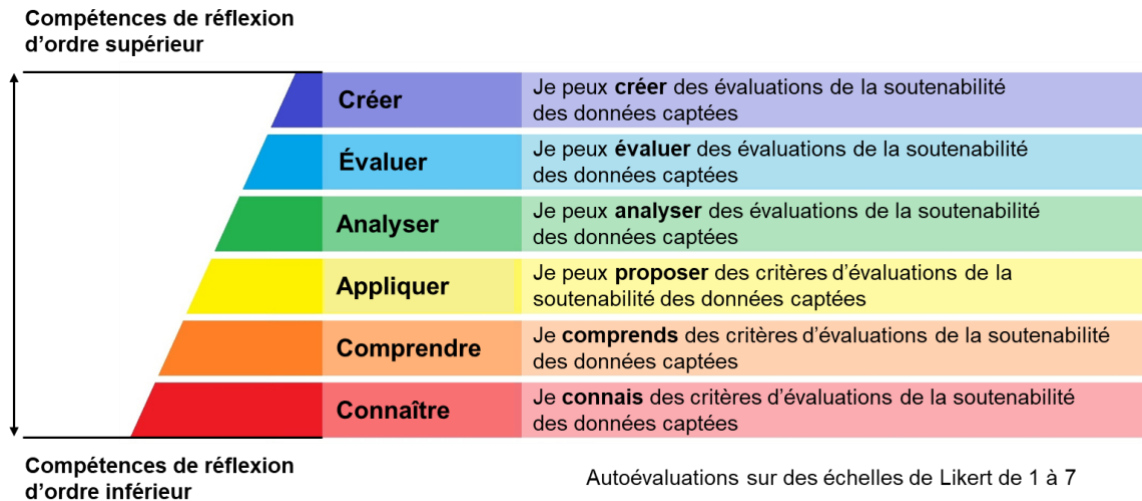 Compétences de réflexion
d'ordre supérieur
Créer
Je peux créer des évaluations de la soutenabilité
des données captées
Évaluer
Je peux évaluer des évaluations de la soutenabilité
des données captées
Analyser
Je peux analyser des évaluations de la soutenabilité
des données captées
Appliquer
Je peux proposer des critères d'évaluations de la
soutenabilité des données captées
Comprendre
Je comprends des critères d'évaluations de la soutenabilité
des données captées
Connaître
Je connais des critères d'évaluations de la soutenabilité
des données captées
Compétences de réflexion
d'ordre inférieur
Autoévaluations sur des échelles de Likert de 1 à 7